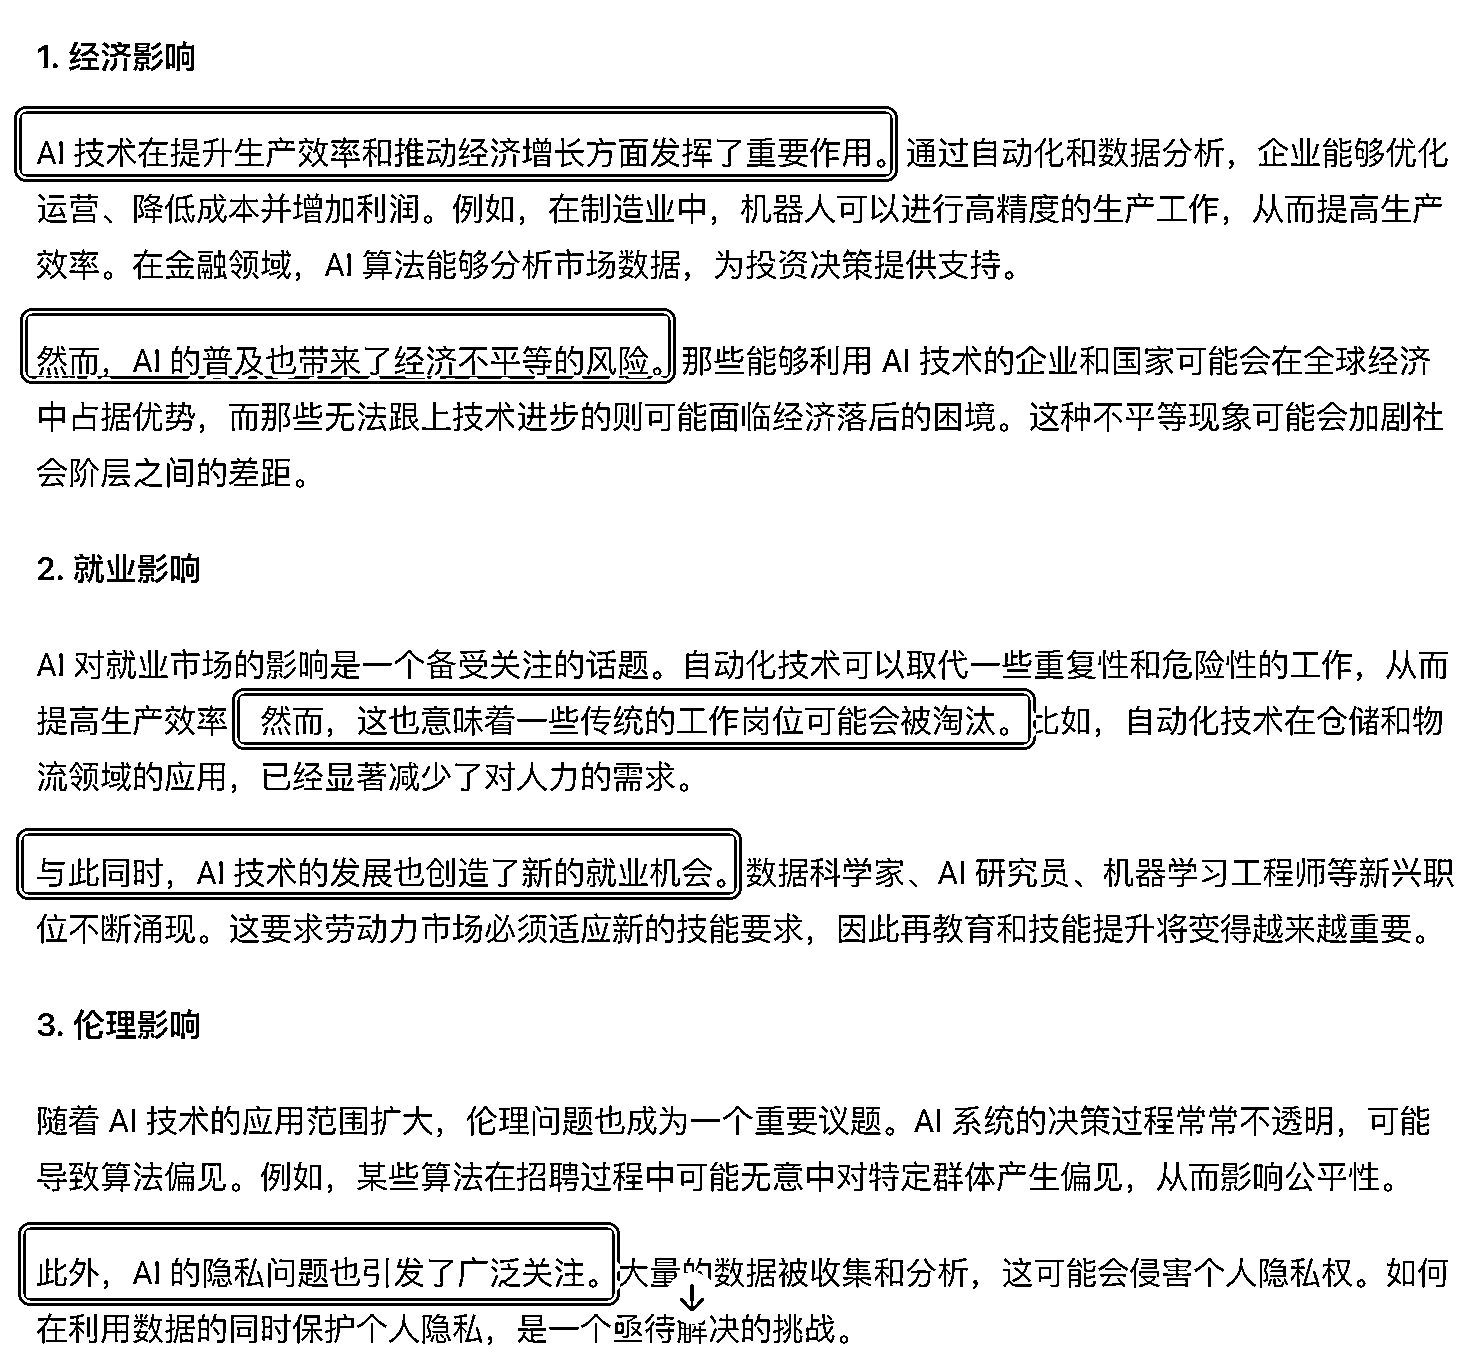 1. 经济影响
AI 技术在提升生产效率和推动经济增长方面发挥了重要作用。通过自动化和数据分析，企业能够优化
运营、降低成本并增加利润。例如，在制造业中，机器人可以进行高精度的生产工作，从而提高生产
效率。在金融领域，AI 算法能够分析市场数据，为投资决策提供支持。
然而，AI 的普及也带来了经济不平等的风险。那些能够利用 AI 技术的企业和国家可能会在全球经济
中占据优势，而那些无法跟上技术进步的则可能面临经济落后的困境。这种不平等现象可能会加剧社
会阶层之间的差距。
2. 就业影响
AI 对就业市场的影响是一个备受关注的话题。自动化技术可以取代一些重复性和危险性的工作，从而
提高生产效率 然而，这也意味着一些传统的工作岗位可能会被淘汰。比如，自动化技术在仓储和物
流领域的应用，已经显著减少了对人力的需求。
与此同时，AI 技术的发展也创造了新的就业机会。数据科学家、AI 研究员、机器学习工程师等新兴职
位不断涌现。这要求劳动力市场必须适应新的技能要求，因此再教育和技能提升将变得越来越重要。
3. 伦理影响
随着 AI 技术的应用范围扩大，伦理问题也成为一个重要议题。AI 系统的决策过程常常不透明，可能
导致算法偏见。例如，某些算法在招聘过程中可能无意中对特定群体产生偏见，从而影响公平性。
此外，AI 的隐私问题也引发了广泛关注。大量的数据被收集和分析，这可能会侵害个人隐私权。如何
在利用数据的同时保护个人隐私，是一个亟待解决的挑战。